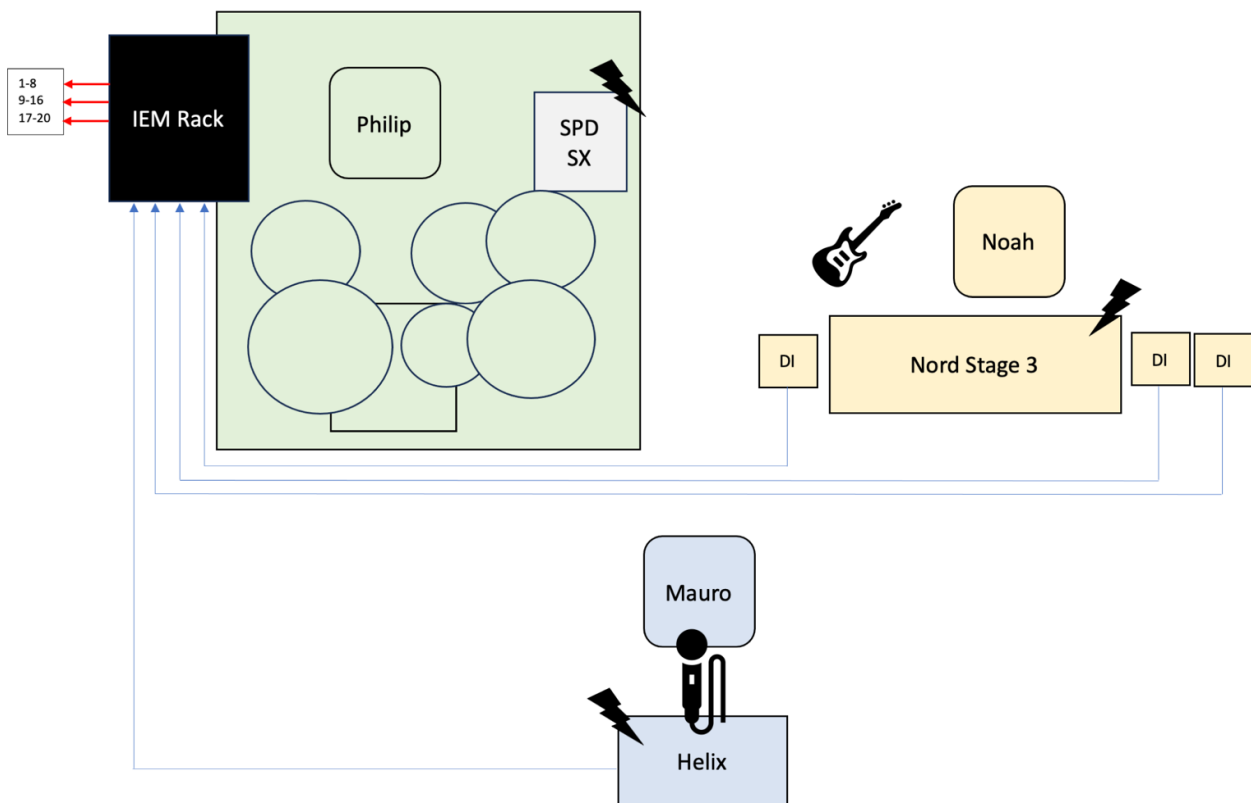 1-8
9-16
17-20
IEM Rack
Philip
SPD
SX
Noah
DI
Nord Stage 3
DI
DI
Mauro
Helix